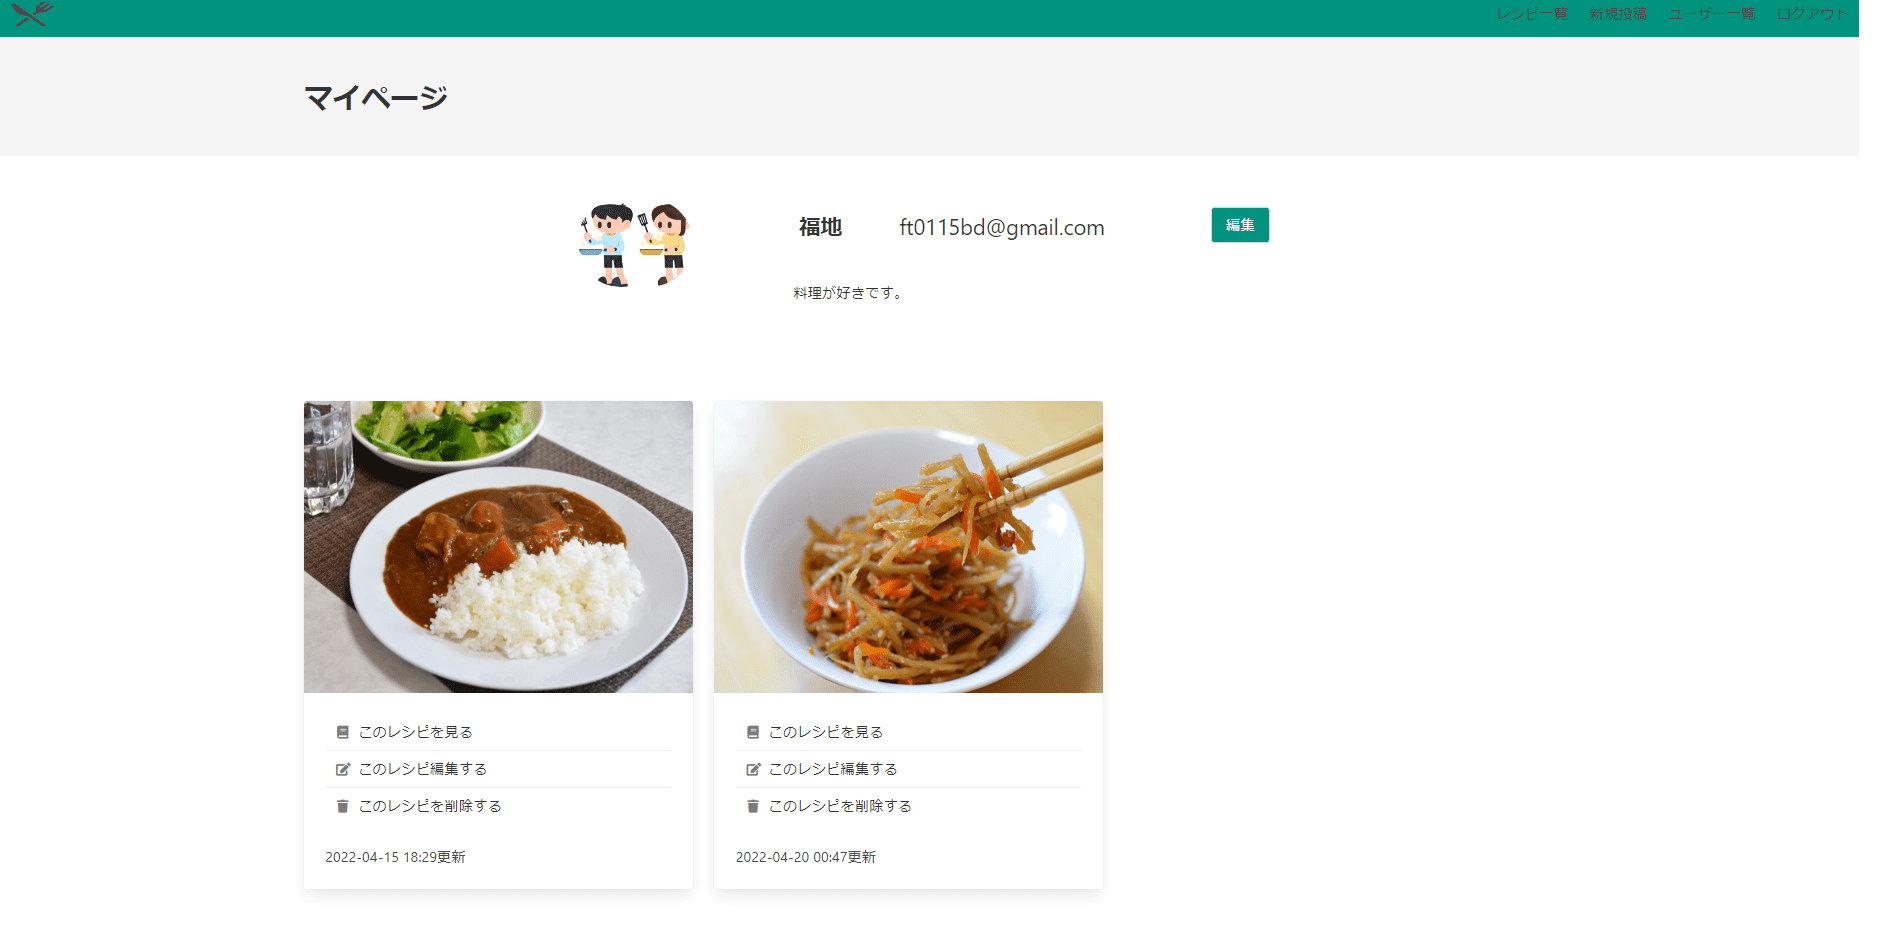 レシピ一覧 新規投稿 ユーザー一覧 ログアウト
マイページ
福地 ft0115bd@gmail.com 編集
料理が好きです。
このレシピを見る
このレシピ編集する
このレシピを削除する
2022-04-15 18:29更新
このレシピを見る
このレシピ編集する
このレシピを削除する
2022-04-20 00:47更新